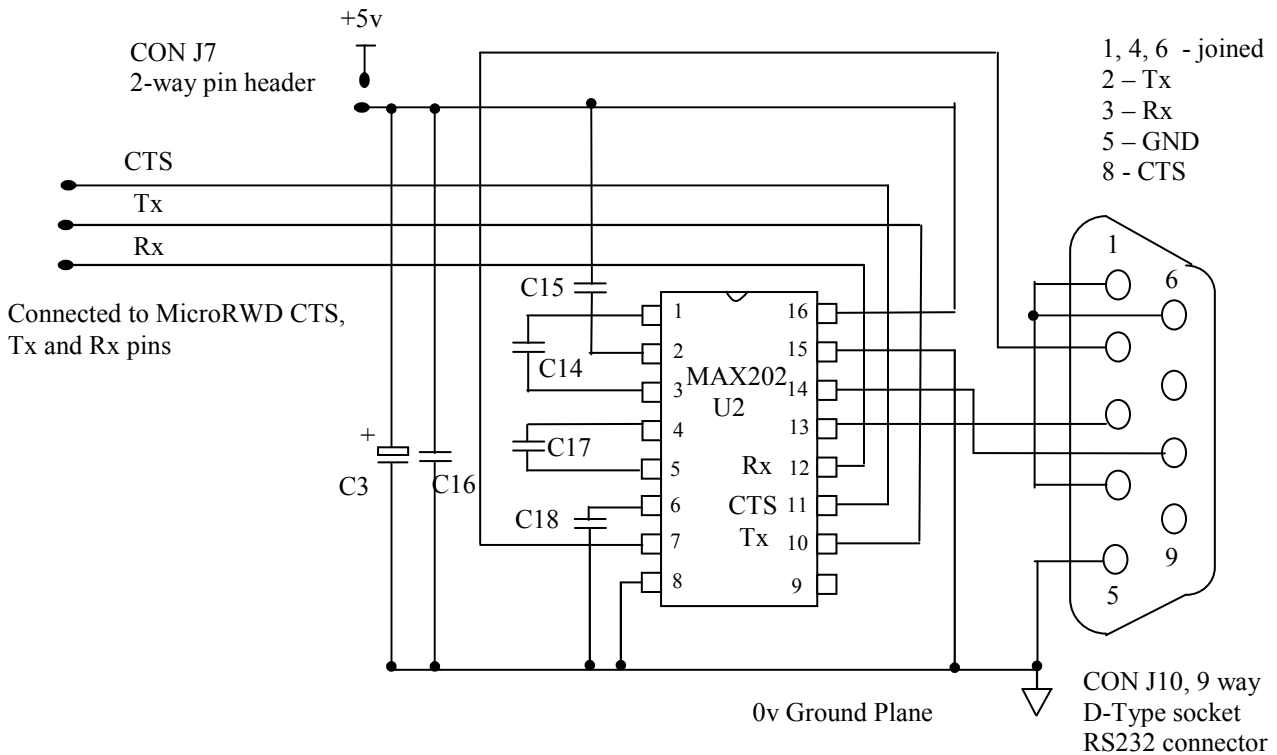 +5v
CON J7
2-way pin header
1, 4, 6 - joined
2 – Tx
3 – Rx
5 – GND
8 - CTS
CTS
Tx
Rx
Connected to MicroRWD CTS,
Tx and Rx pins
C15
C14
C17
C18
+
C3
C16
1
2
3
4
5
6
7
8
MAX202
U2
Rx
CTS
Tx
16
15
14
13
12
11
10
9
1
6
9
5
0v Ground Plane
CON J10, 9 way
D-Type socket
RS232 connector